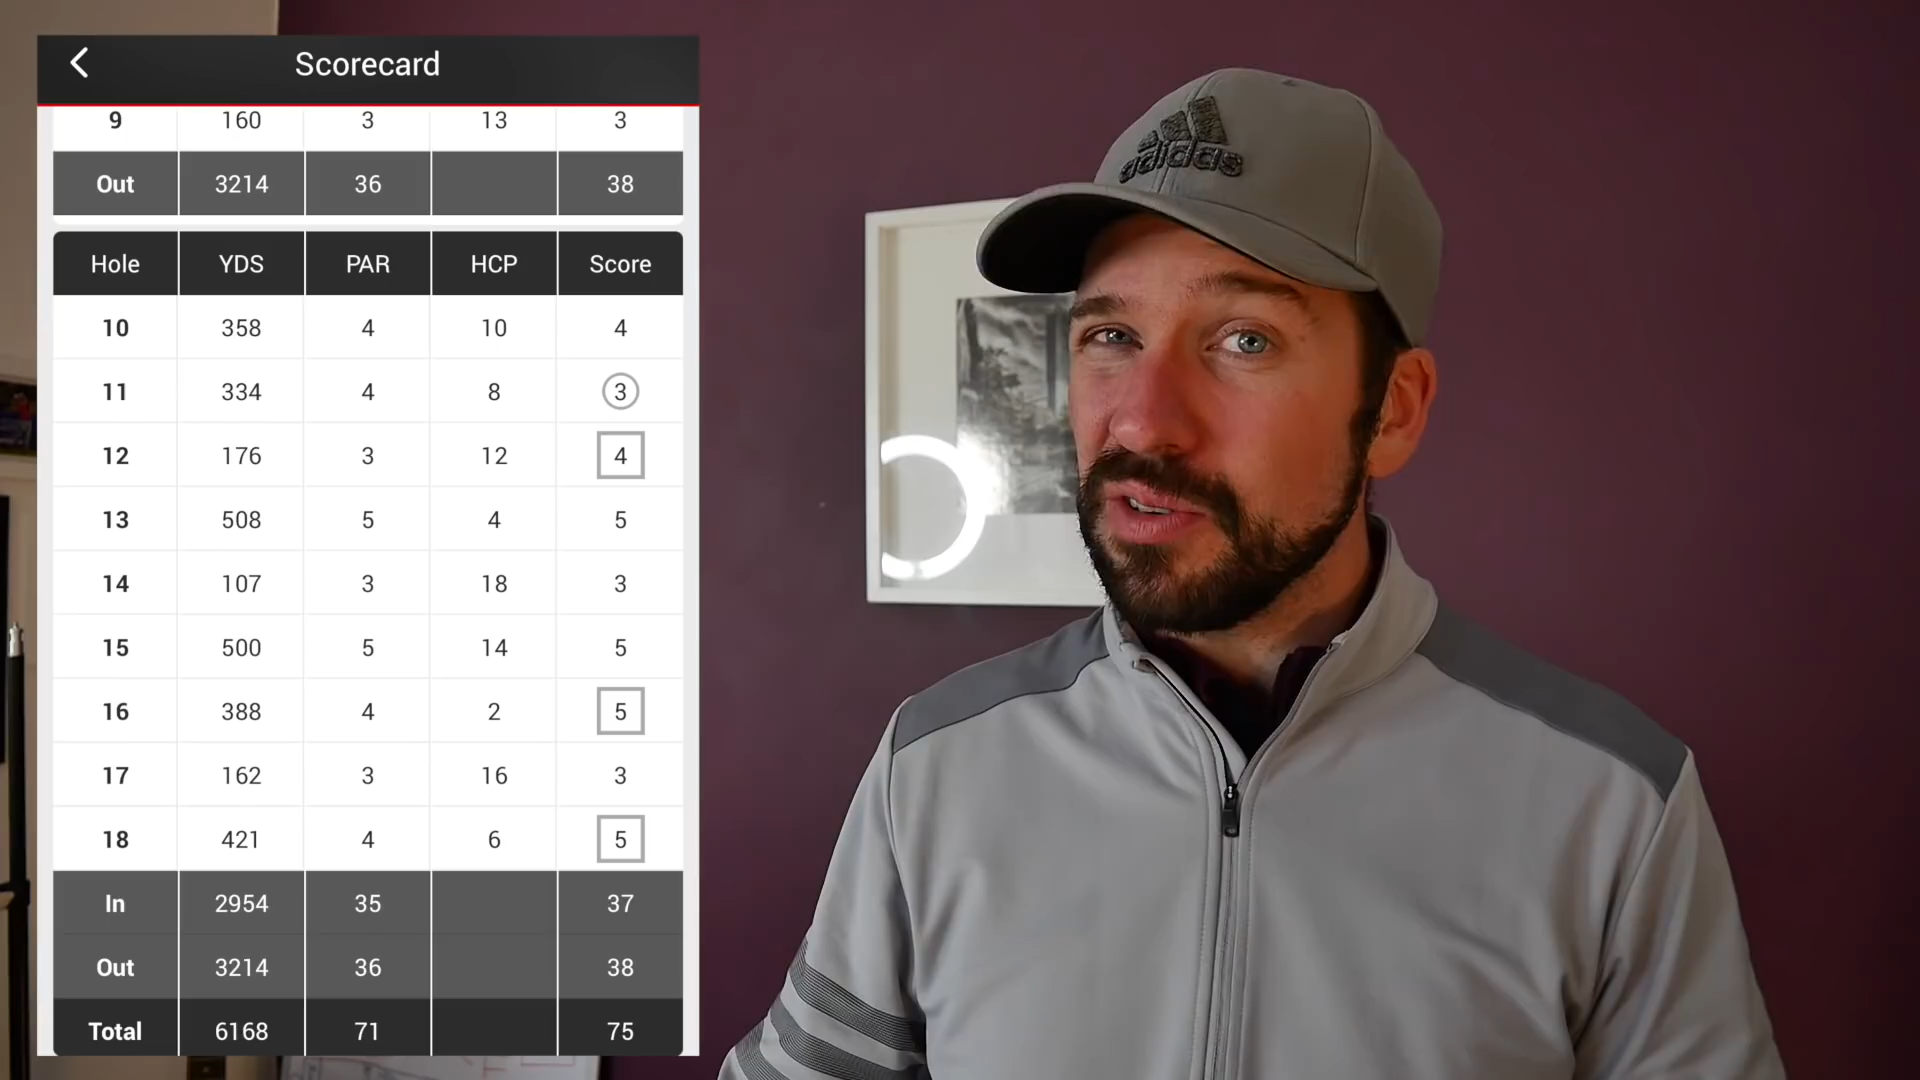 Scorecard
9 160 3 13 3
Out 3214 36 38
Hole YDS PAR HCP Score
10 358 4 10 4
11 334 4 8 3
12 176 3 12 4
13 508 5 4 5
14 107 3 18 3
15 500 5 14 5
16 388 4 2 5
17 162 3 16 3
18 421 4 6 5
In 2954 35 37
Out 3214 36 38
Total 6168 71 75
adidas